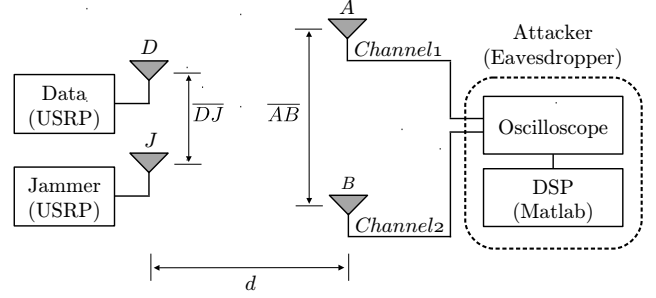 A
Attacker
(Eavesdropper)
D
Channel1
Data
(USRP)
DJ
AB
Oscilloscope
J
Jammer
(USRP)
B
DSP
(Matlab)
Channel2
d